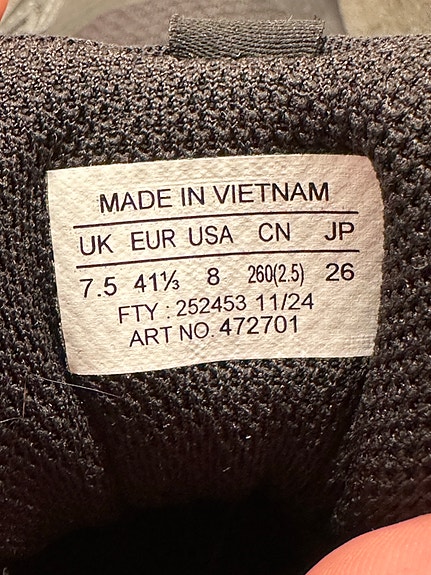 MADE IN VIETNAM
UK EUR USA CN JP
7.5 41⅓ 8 260(2.5) 26
FTY : 252453 11/24
ART NO. 472701